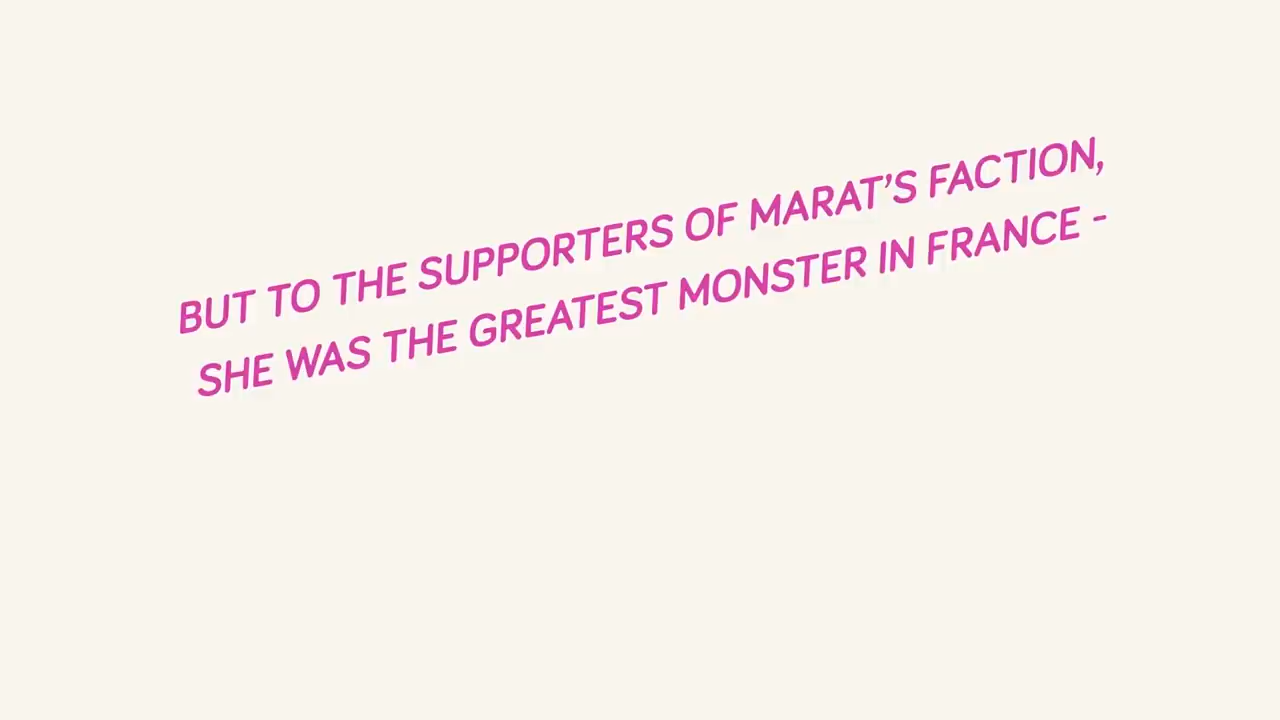 BUT TO THE SUPPORTERS OF MARAT’S FACTION,
SHE WAS THE GREATEST MONSTER IN FRANCE -